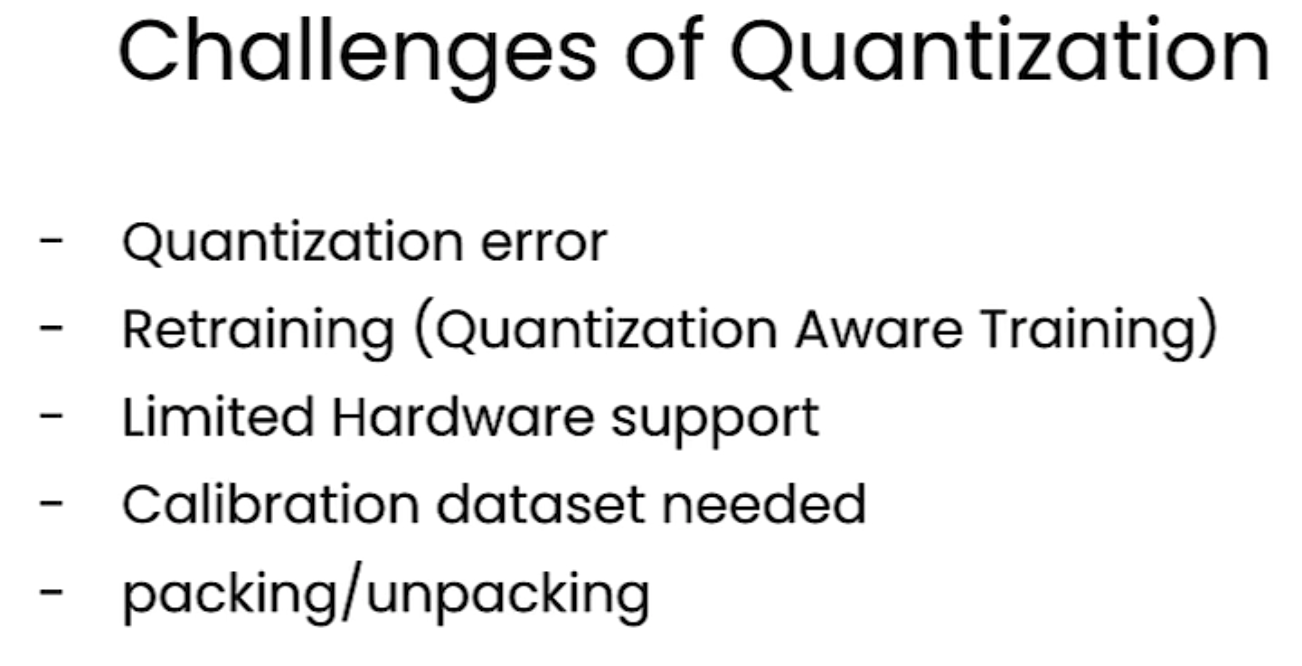 Challenges of Quantization
- Quantization error
- Retraining (Quantization Aware Training)
- Limited Hardware support
- Calibration dataset needed
- packing/unpacking